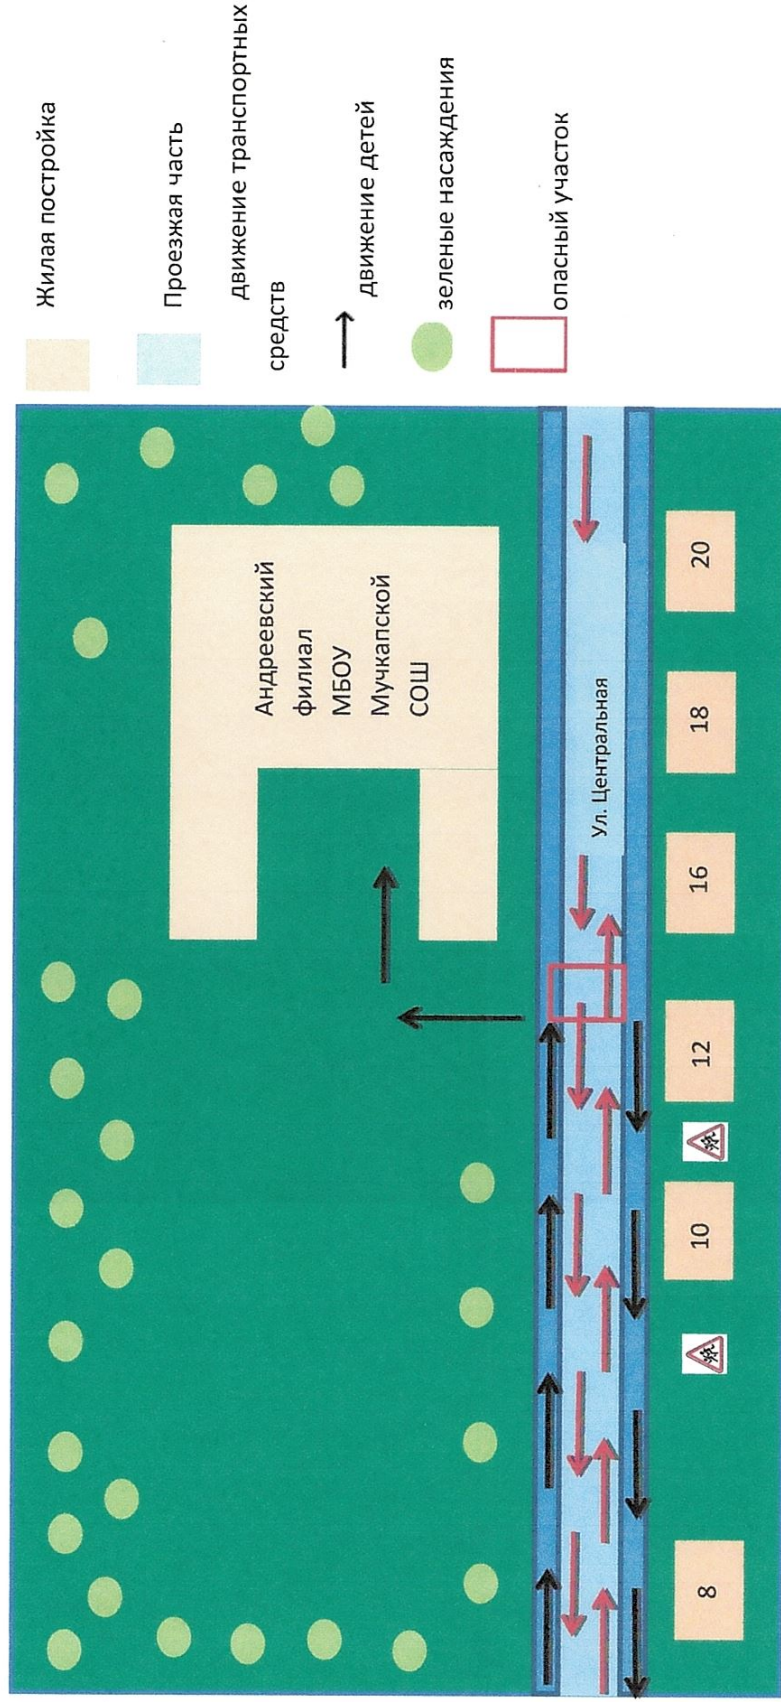 Жилая постройка
Проезжая часть
движение транспортных
средств
движение детей
зеленые насаждения
опасный участок
Андреевский
филиал
МБОУ
Мучкапской
СОШ
Ул. Центральная
8
10
12
16
18
20